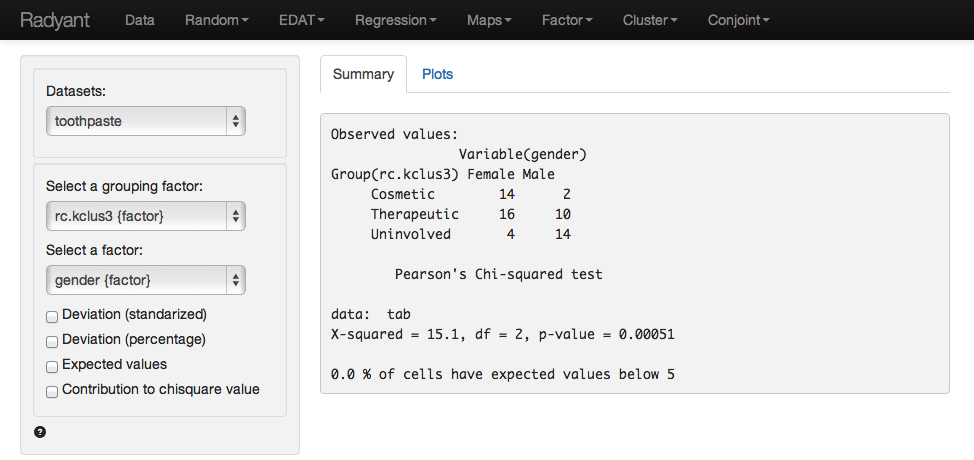 Radyant Data Random EDAT Regression Maps Factor Cluster Conjoint
Datasets:
toothpaste
Select a grouping factor:
rc.kclus3 {factor}
Select a factor:
gender {factor}
Deviation (standarized)
Deviation (percentage)
Expected values
Contribution to chisquare value
?
Summary Plots
Observed values:
Variable(gender)
Group(rc.kclus3) Female Male
Cosmetic 14 2
Therapeutic 16 10
Uninvolved 4 14
Pearson's Chi-squared test
data: tab
X-squared = 15.1, df = 2, p-value = 0.00051
0.0 % of cells have expected values below 5